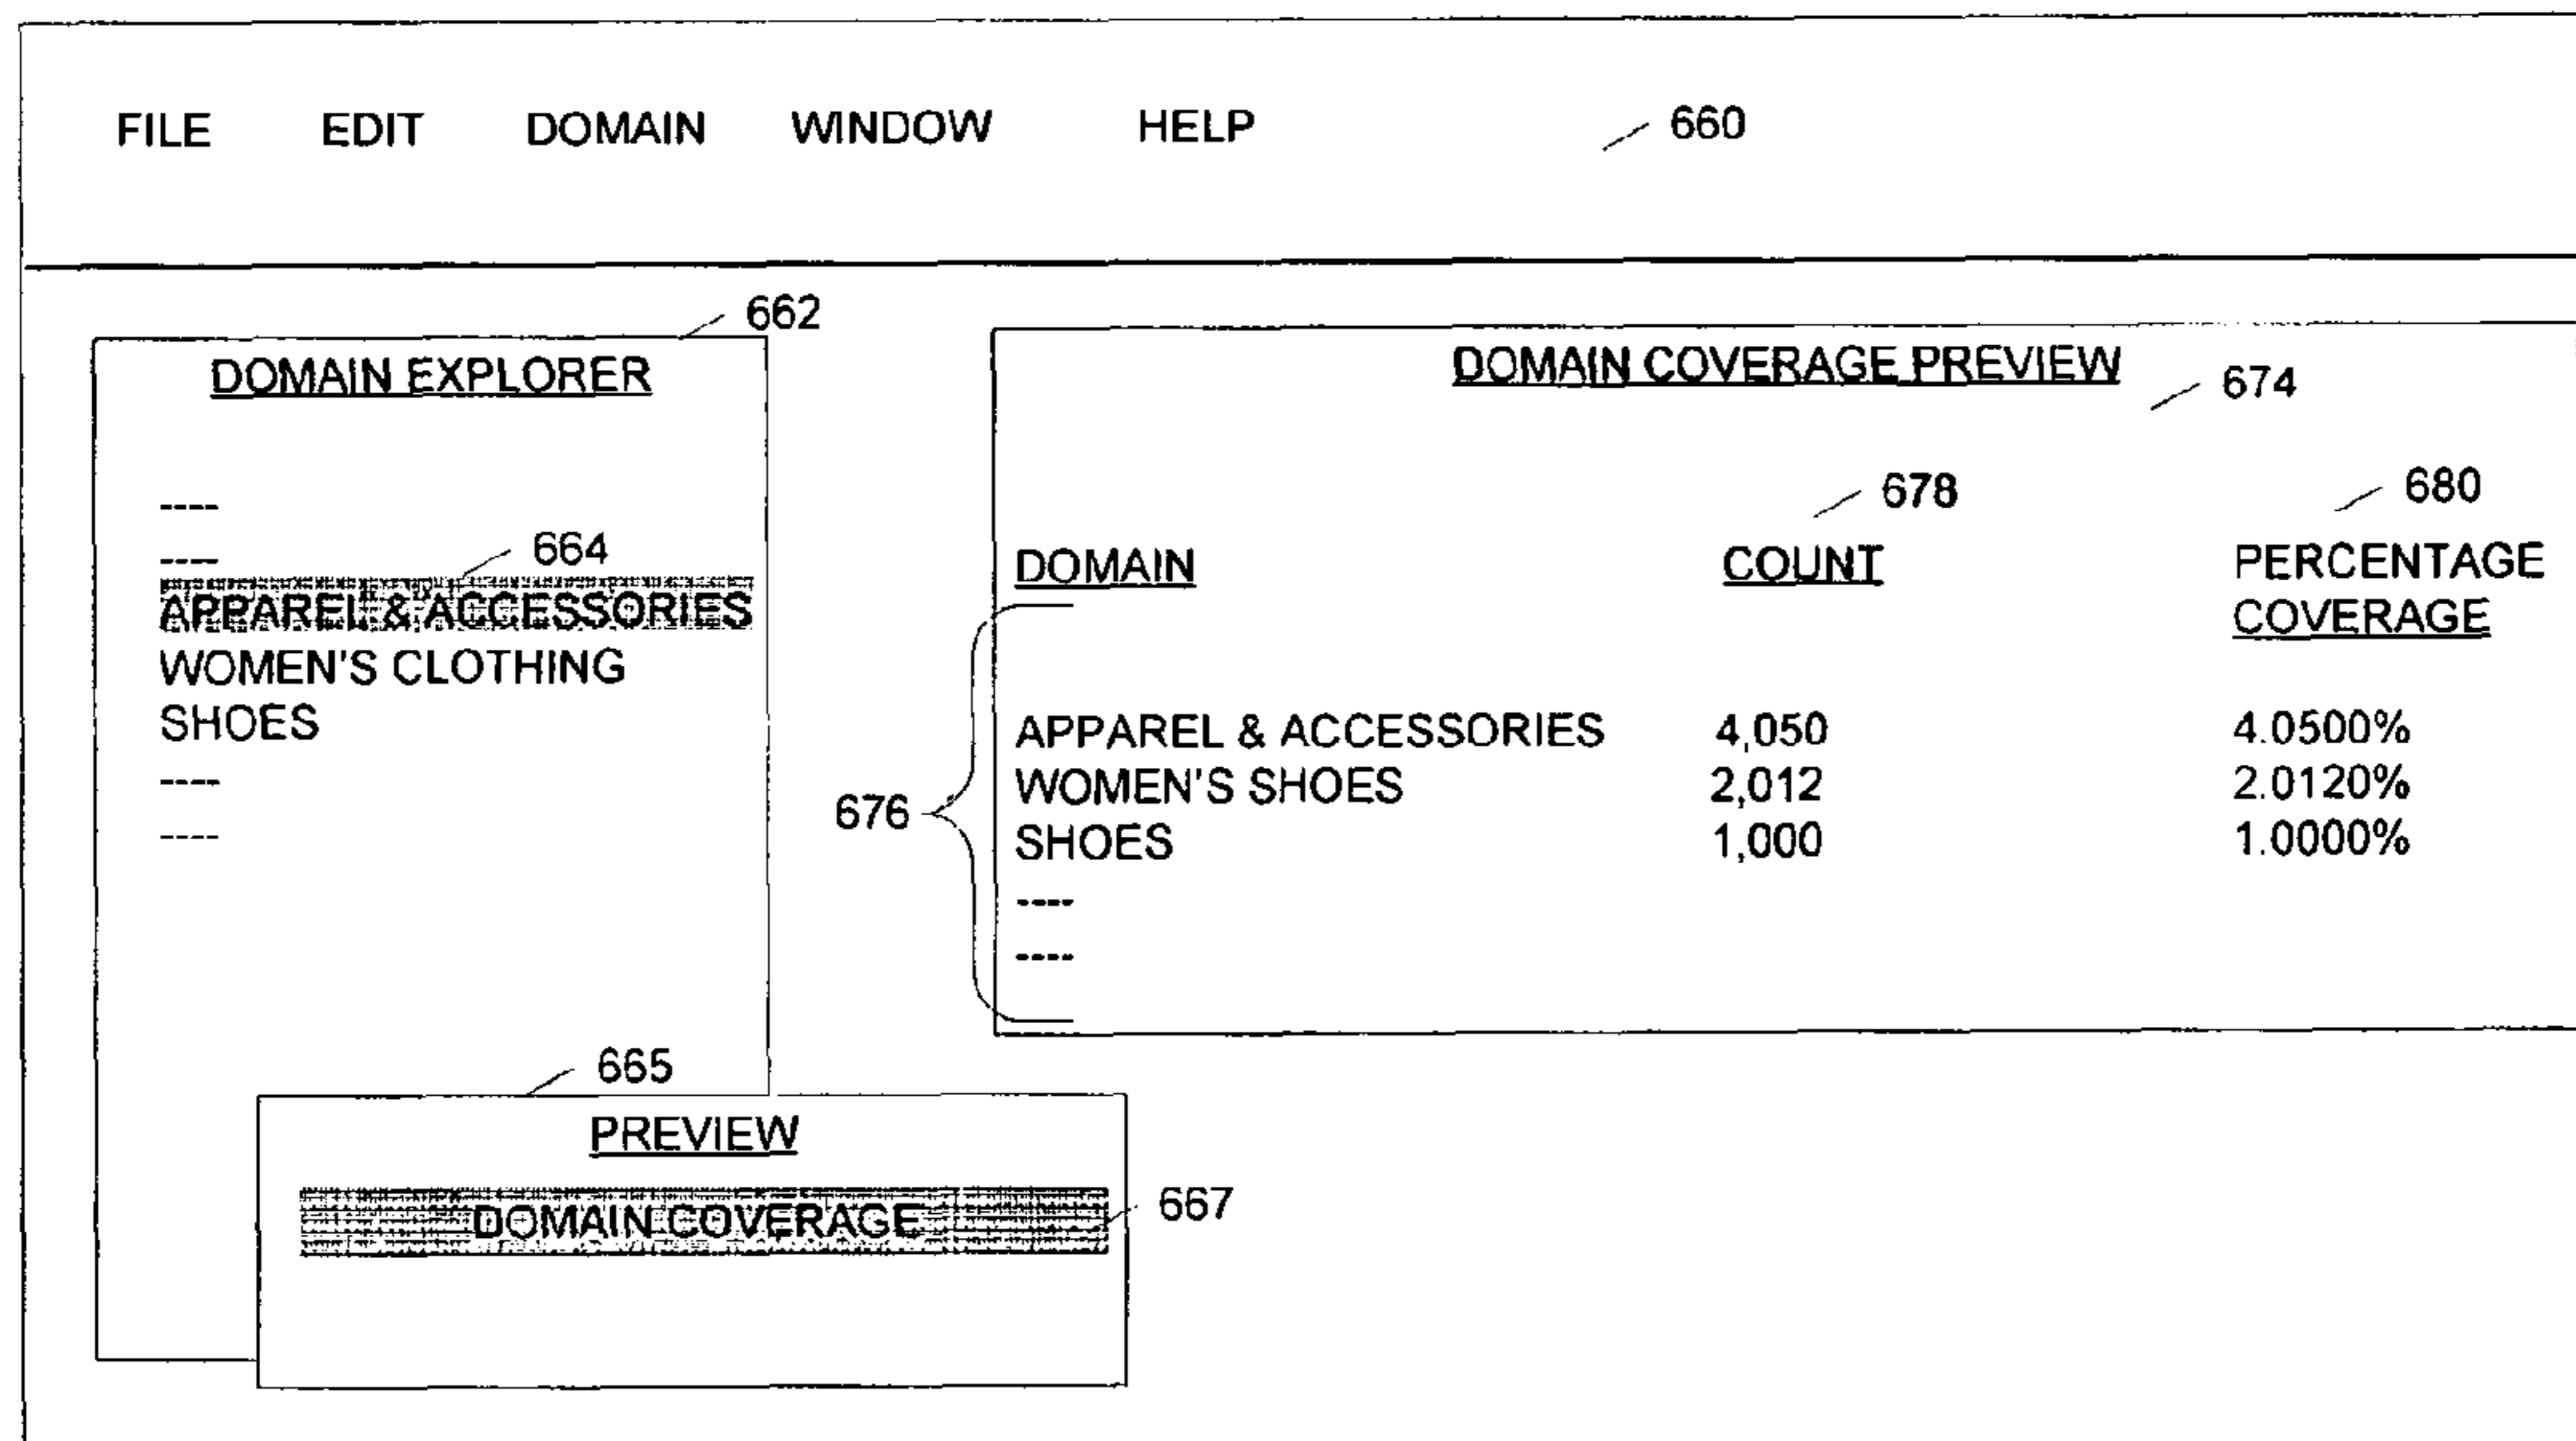 FILE EDIT DOMAIN WINDOW HELP 660
662
DOMAIN EXPLORER
----
---- 664
APPAREL & ACCESSORIES
WOMEN'S CLOTHING
SHOES
----
----
DOMAIN COVERAGE PREVIEW
674
678 680
DOMAIN COUNT PERCENTAGE
COVERAGE
APPAREL & ACCESSORIES 4,050 4.0500%
676 WOMEN'S SHOES 2,012 2.0120%
SHOES 1,000 1.0000%
----
----
665
PREVIEW
DOMAIN COVERAGE 667